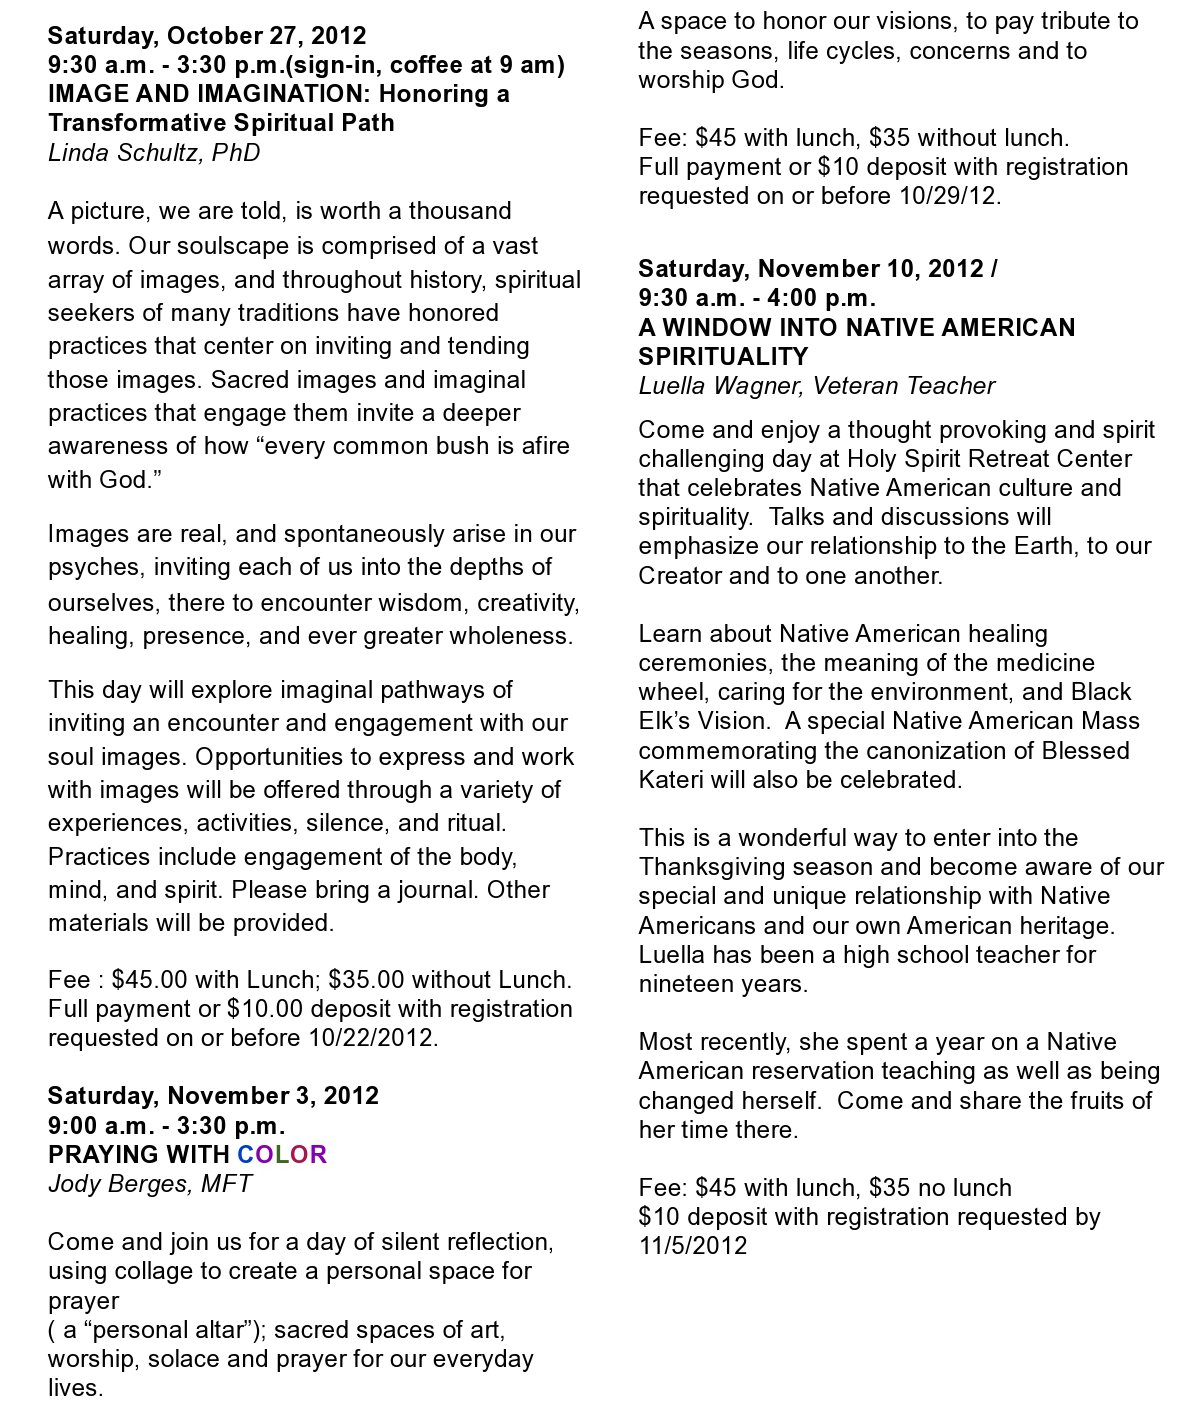 Saturday, October 27, 2012
9:30 a.m. - 3:30 p.m.(sign-in, coffee at 9 am)
IMAGE AND IMAGINATION: Honoring a
Transformative Spiritual Path
Linda Schultz, PhD
A picture, we are told, is worth a thousand
words. Our soulscape is comprised of a vast
array of images, and throughout history, spiritual
seekers of many traditions have honored
practices that center on inviting and tending
those images. Sacred images and imaginal
practices that engage them invite a deeper
awareness of how “every common bush is afire
with God.”
Images are real, and spontaneously arise in our
psyches, inviting each of us into the depths of
ourselves, there to encounter wisdom, creativity,
healing, presence, and ever greater wholeness.
This day will explore imaginal pathways of
inviting an encounter and engagement with our
soul images. Opportunities to express and work
with images will be offered through a variety of
experiences, activities, silence, and ritual.
Practices include engagement of the body,
mind, and spirit. Please bring a journal. Other
materials will be provided.
Fee : $45.00 with Lunch; $35.00 without Lunch.
Full payment or $10.00 deposit with registration
requested on or before 10/22/2012.
Saturday, November 3, 2012
9:00 a.m. - 3:30 p.m.
PRAYING WITH COLOR
Jody Berges, MFT
Come and join us for a day of silent reflection,
using collage to create a personal space for
prayer
( a “personal altar”); sacred spaces of art,
worship, solace and prayer for our everyday
lives.
A space to honor our visions, to pay tribute to
the seasons, life cycles, concerns and to
worship God.
Fee: $45 with lunch, $35 without lunch.
Full payment or $10 deposit with registration
requested on or before 10/29/12.
Saturday, November 10, 2012 /
9:30 a.m. - 4:00 p.m.
A WINDOW INTO NATIVE AMERICAN
SPIRITUALITY
Luella Wagner, Veteran Teacher
Come and enjoy a thought provoking and spirit
challenging day at Holy Spirit Retreat Center
that celebrates Native American culture and
spirituality.  Talks and discussions will
emphasize our relationship to the Earth, to our
Creator and to one another.
Learn about Native American healing
ceremonies, the meaning of the medicine
wheel, caring for the environment, and Black
Elk’s Vision.  A special Native American Mass
commemorating the canonization of Blessed
Kateri will also be celebrated.
This is a wonderful way to enter into the
Thanksgiving season and become aware of our
special and unique relationship with Native
Americans and our own American heritage.
Luella has been a high school teacher for
nineteen years.
Most recently, she spent a year on a Native
American reservation teaching as well as being
changed herself.  Come and share the fruits of
her time there.
Fee: $45 with lunch, $35 no lunch
$10 deposit with registration requested by
11/5/2012